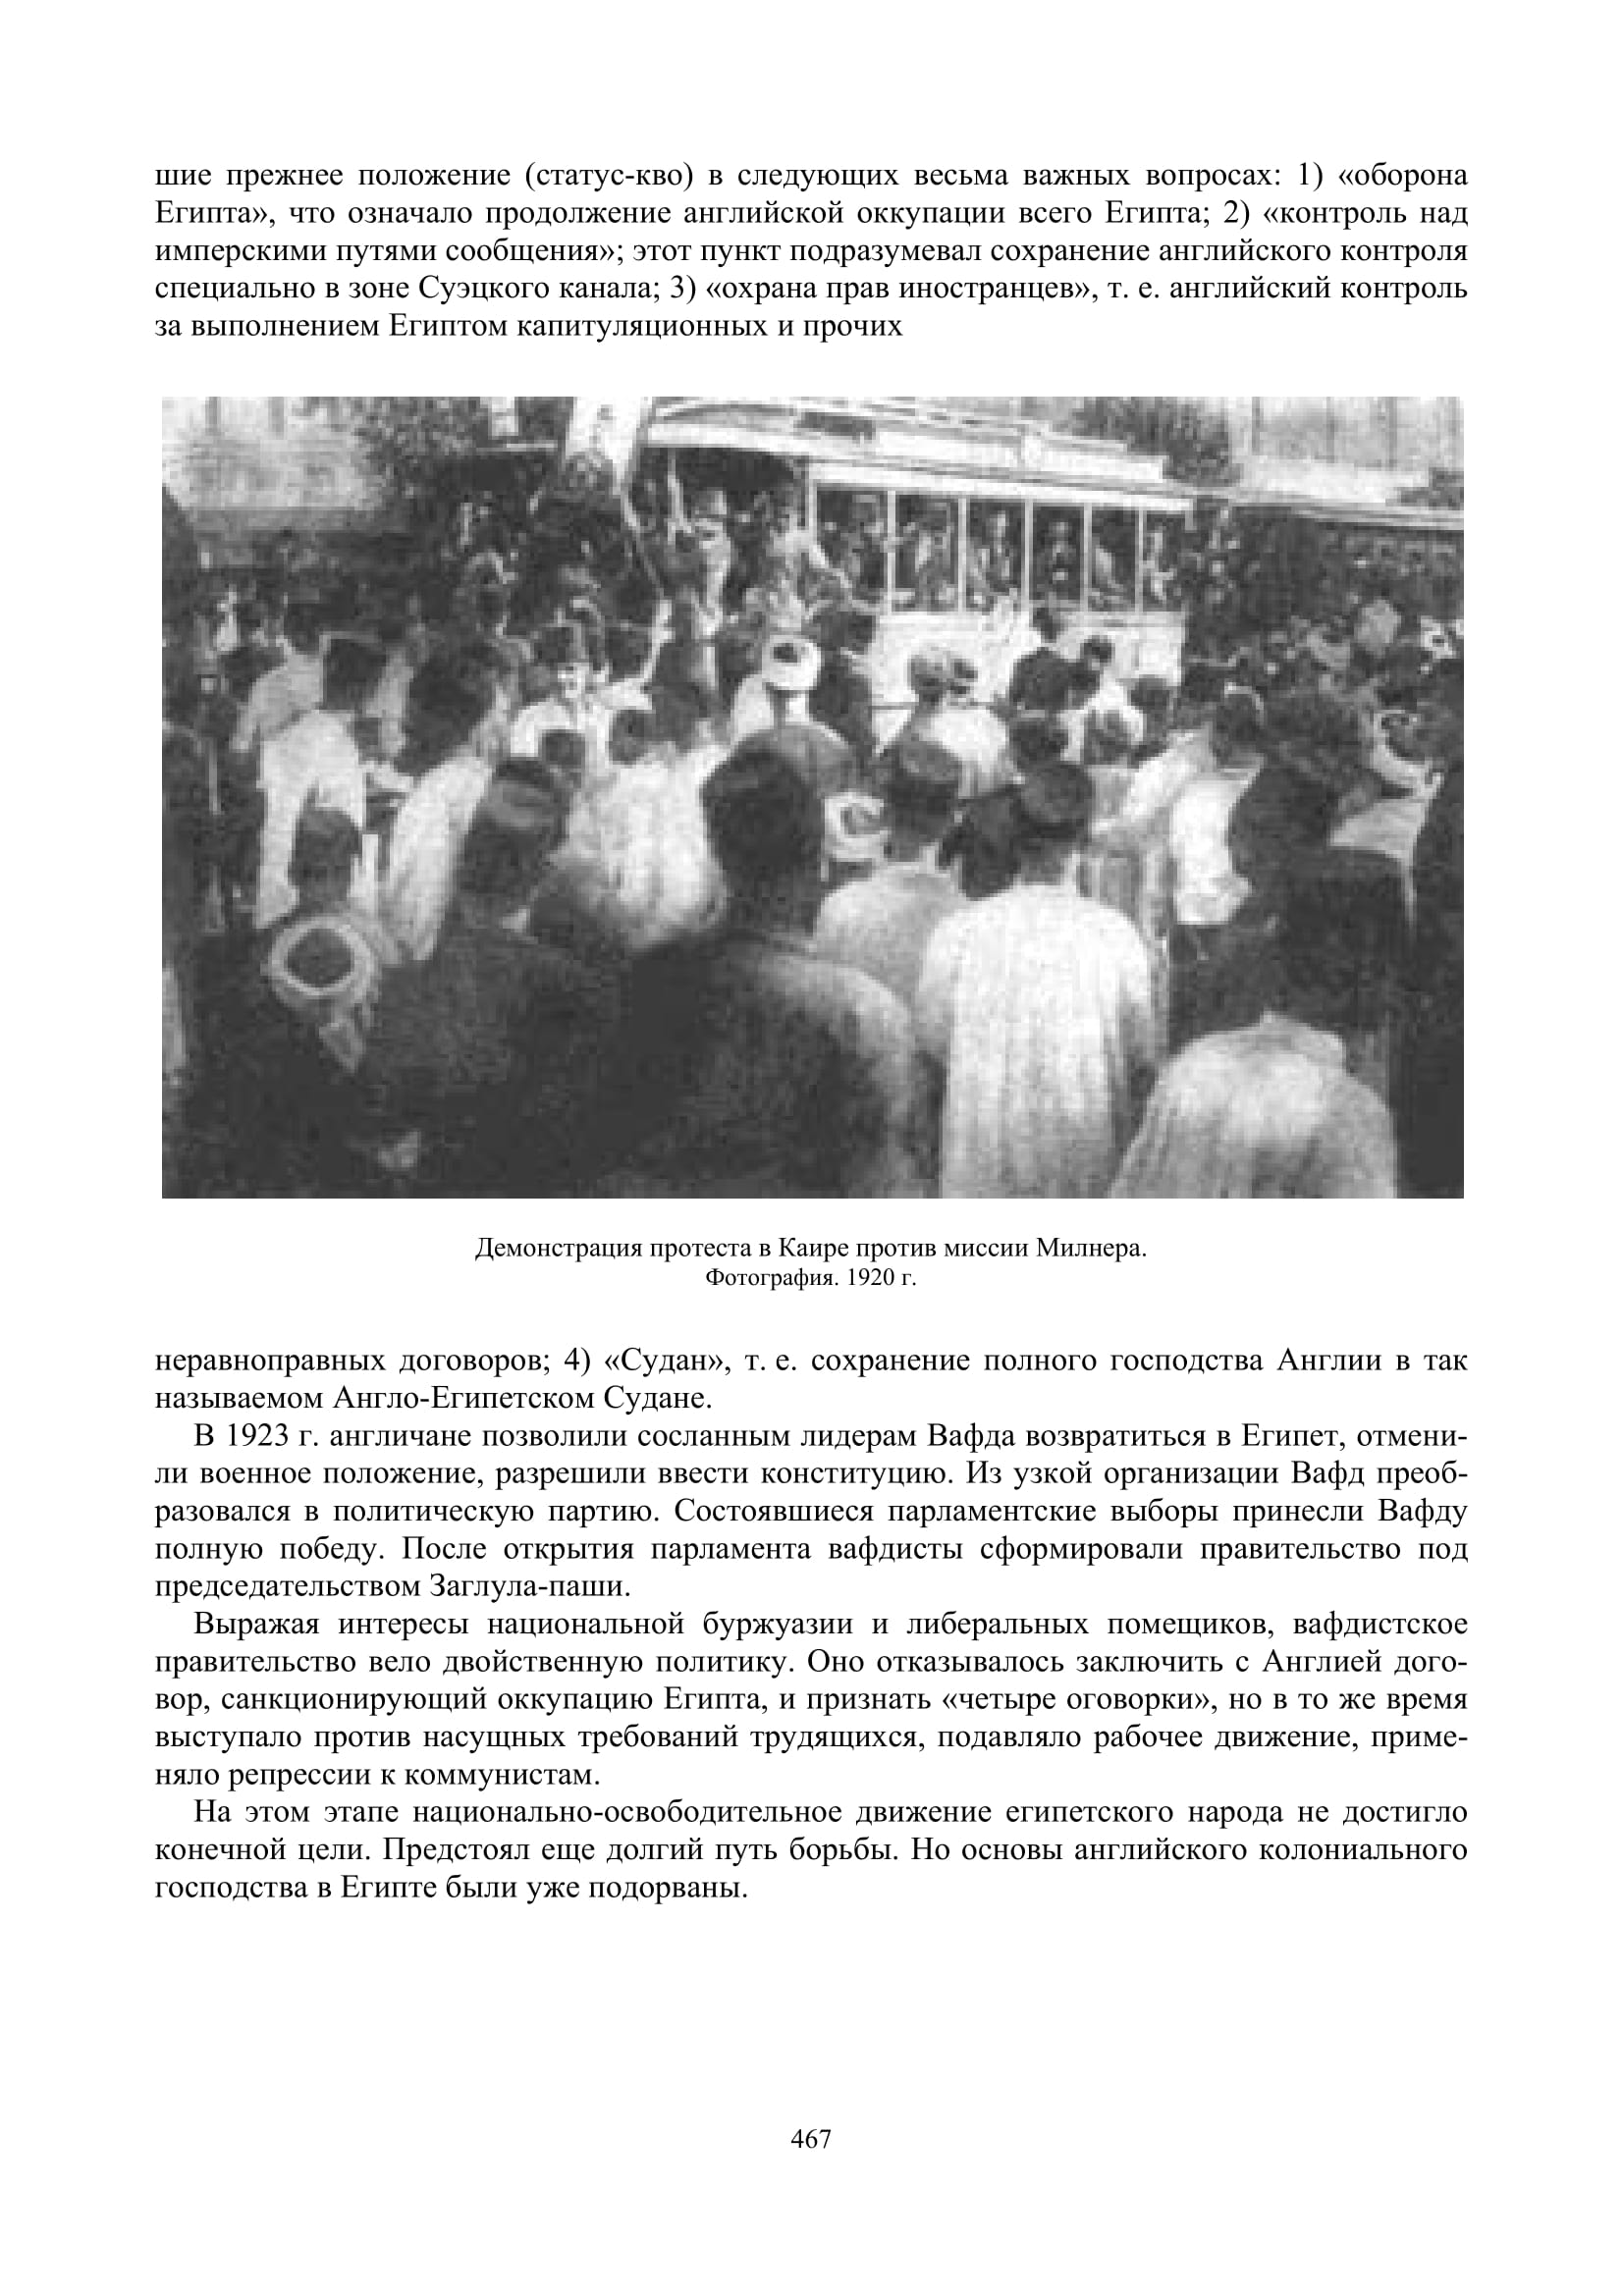 шие прежнее положение (статус-кво) в следующих весьма важных вопросах: 1) «оборона
Египта», что означало продолжение английской оккупации всего Египта; 2) «контроль над
имперскими путями сообщения»; этот пункт подразумевал сохранение английского контроля
специально в зоне Суэцкого канала; 3) «охрана прав иностранцев», т. е. английский контроль
за выполнением Египтом капитуляционных и прочих
Демонстрация протеста в Каире против миссии Милнера.
Фотография. 1920 г.
неравноправных договоров; 4) «Судан», т. е. сохранение полного господства Англии в так
называемом Англо-Египетском Судане.
В 1923 г. англичане позволили сосланным лидерам Вафда возвратиться в Египет, отмени-
ли военное положение, разрешили ввести конституцию. Из узкой организации Вафд преоб-
разовался в политическую партию. Состоявшиеся парламентские выборы принесли Вафду
полную победу. После открытия парламента вафдисты сформировали правительство под
председательством Заглула-паши.
Выражая интересы национальной буржуазии и либеральных помещиков, вафдистское
правительство вело двойственную политику. Оно отказывалось заключить с Англией дого-
вор, санкционирующий оккупацию Египта, и признать «четыре оговорки», но в то же время
выступало против насущных требований трудящихся, подавляло рабочее движение, приме-
няло репрессии к коммунистам.
На этом этапе национально-освободительное движение египетского народа не достигло
конечной цели. Предстоял еще долгий путь борьбы. Но основы английского колониального
господства в Египте были уже подорваны.
467